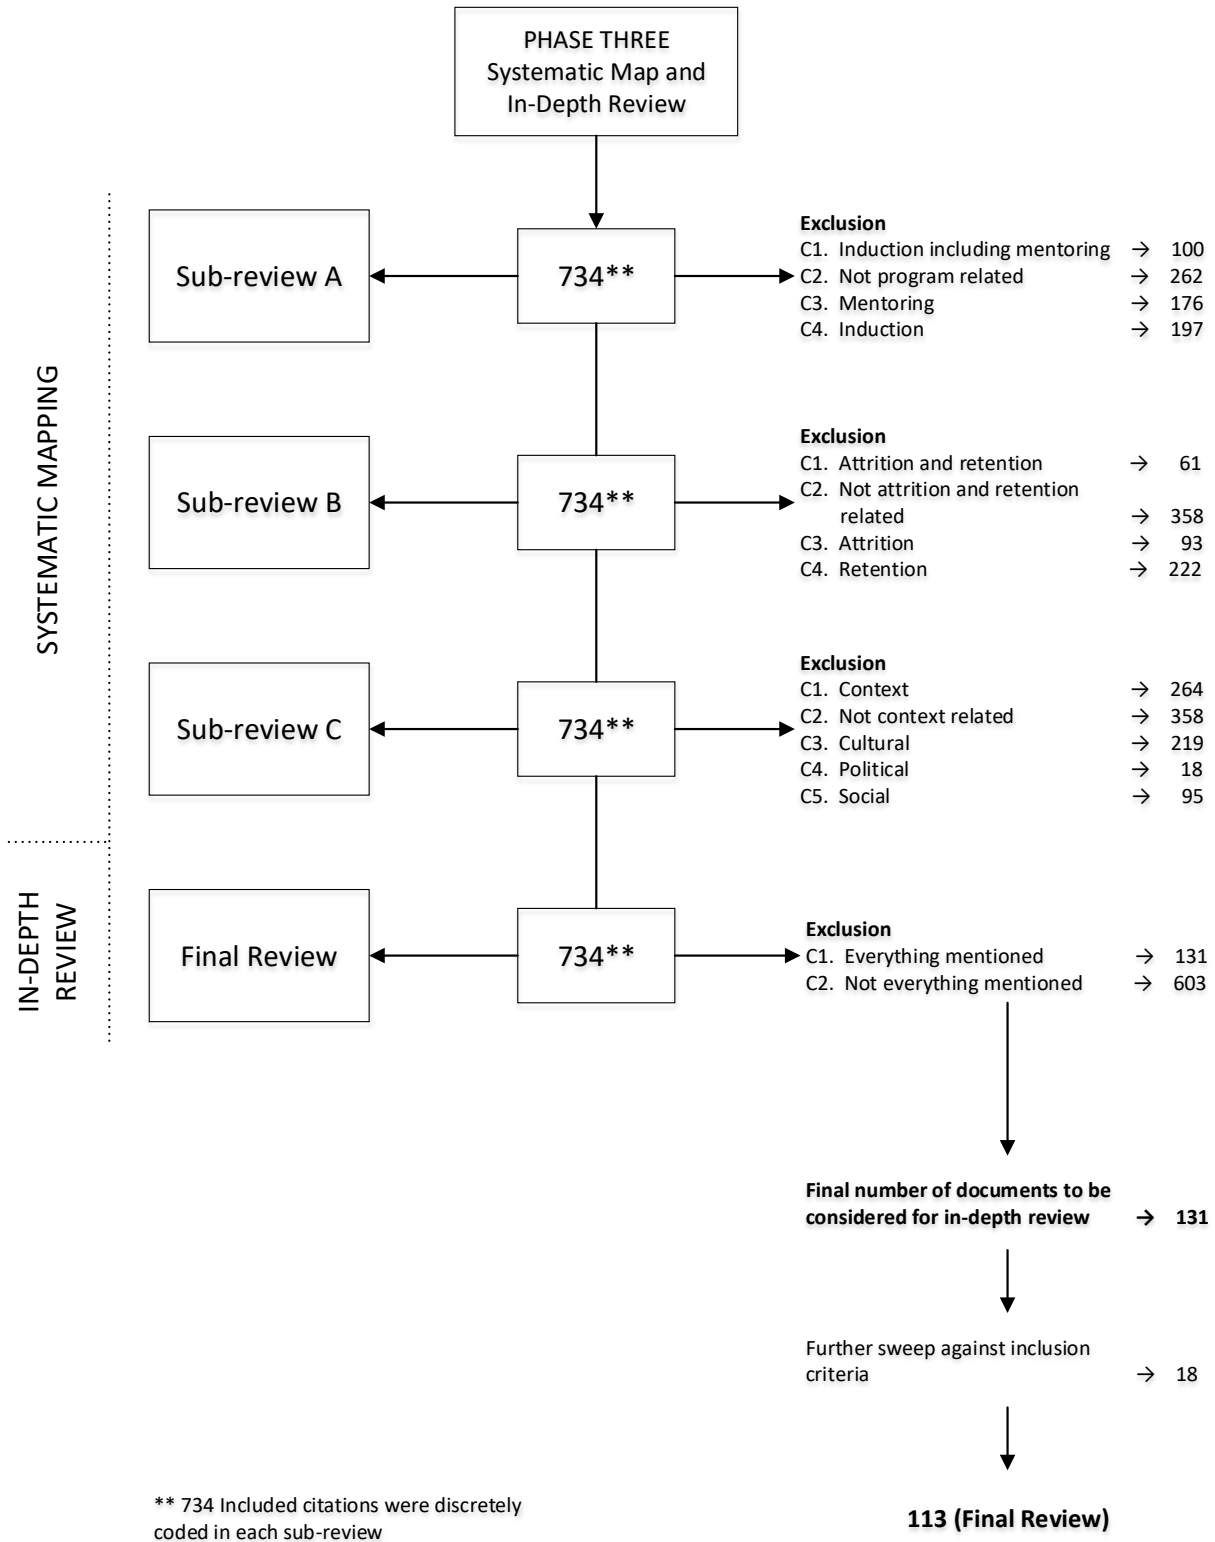 PHASE THREE
Systematic Map and
In-Depth Review
SYSTEMATIC MAPPING
Sub-review A
734**
Exclusion
C1. Induction including mentoring → 100
C2. Not program related → 262
C3. Mentoring → 176
C4. Induction → 197
Sub-review B
734**
Exclusion
C1. Attrition and retention → 61
C2. Not attrition and retention
related → 358
C3. Attrition → 93
C4. Retention → 222
Sub-review C
734**
Exclusion
C1. Context → 264
C2. Not context related → 358
C3. Cultural → 219
C4. Political → 18
C5. Social → 95
IN-DEPTH
REVIEW
Final Review
734**
Exclusion
C1. Everything mentioned → 131
C2. Not everything mentioned → 603
Final number of documents to be
considered for in-depth review → 131
Further sweep against inclusion
criteria → 18
** 734 Included citations were discretely
coded in each sub-review
113 (Final Review)